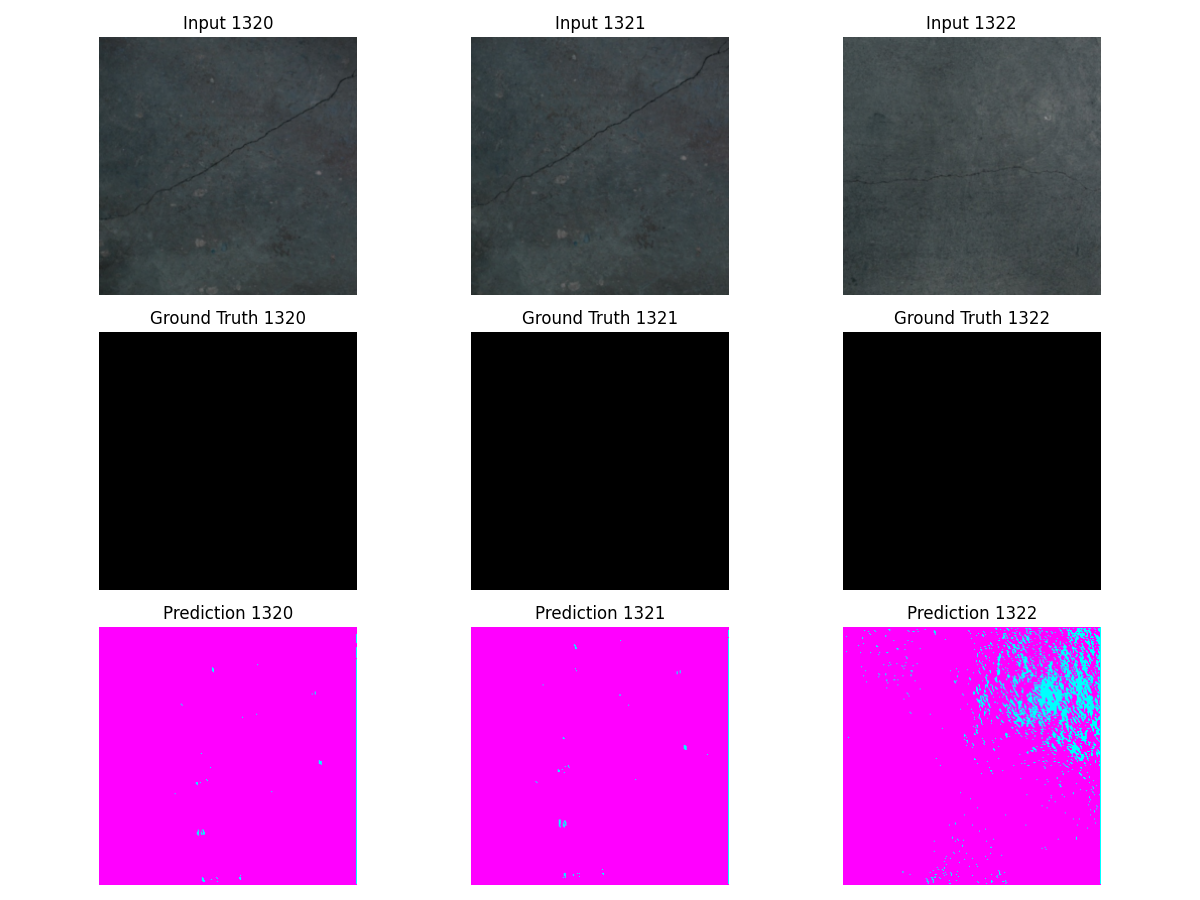 Input 1320
Input 1321
Input 1322
Ground Truth 1320
Ground Truth 1321
Ground Truth 1322
Prediction 1320
Prediction 1321
Prediction 1322